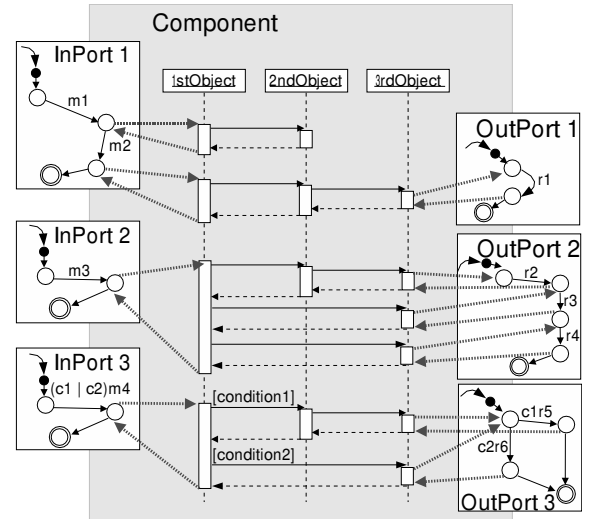 Component
InPort 1
1stObject
2ndObject
3rdObject
m1
m2
OutPort 1
r1
InPort 2
m3
OutPort 2
r2
r3
r4
InPort 3
(c1 | c2)m4
[condition1]
[condition2]
c1r5
c2r6
OutPort 3